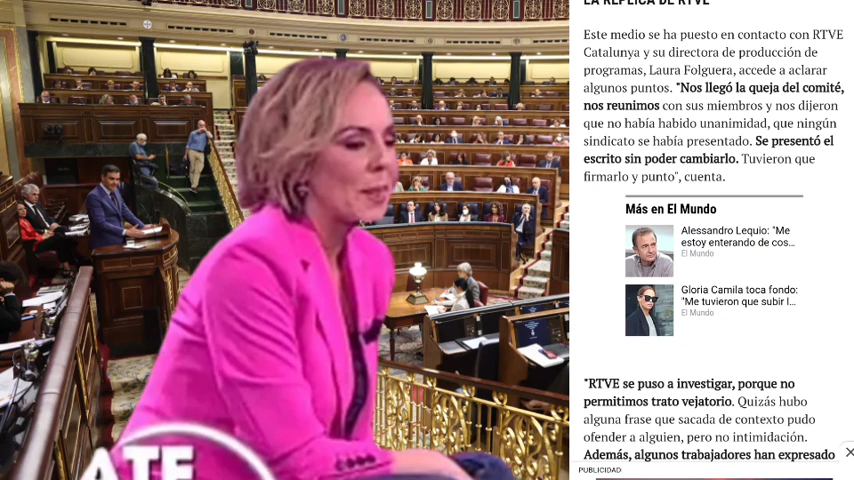 LA RÉPLICA DE RTVE
Este medio se ha puesto en contacto con RTVE
Catalunya y su directora de producción de
programas, Laura Folguera, accede a aclarar
algunos puntos. "Nos llegó la queja del comité,
nos reunimos con sus miembros y nos dijeron
que no había habido unanimidad, que ningún
sindicato se había presentado. Se presentó el
escrito sin poder cambiarlo. Tuvieron que
firmarlo y punto", cuenta.
Más en El Mundo
Alessandro Lequio: "Me
estoy enterando de cos...
El Mundo
Gloria Camila toca fondo:
"Me tuvieron que subir l...
El Mundo
"RTVE se puso a investigar, porque no
permitimos trato vejatorio. Quizás hubo
alguna frase que sacada de contexto pudo
ofender a alguien, pero no intimidación.
Además, algunos trabajadores han expresado
PUBLICIDAD
ATE